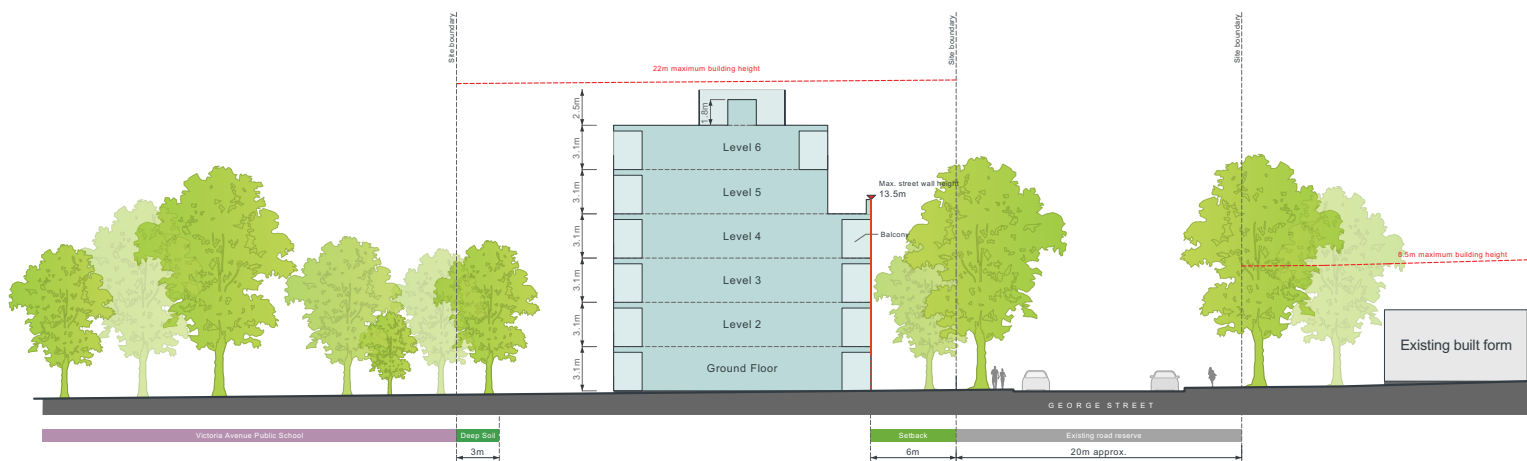 Site boundary
Site boundary
Site boundary
22m maximum building height
2.5m
1.8m
3.1m
Level 6
3.1m
Level 5
Max. street wall height
13.5m
3.1m
Level 4
Balcony
3.1m
Level 3
8.5m maximum building height
3.1m
Level 2
Existing built form
3.1m
Ground Floor
GEORGE STREET
Victoria Avenue Public School
Deep Soil
Setback
Existing road reserve
3m
6m
20m approx.